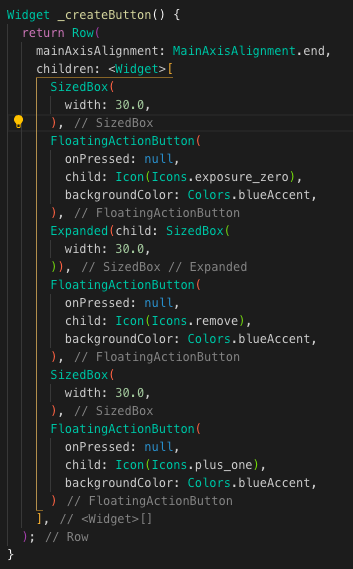 Widget _createButton() {
  return Row(
    mainAxisAlignment: MainAxisAlignment.end,
    children: <Widget>[
      SizedBox(
        width: 30.0,
      ), // SizedBox
      FloatingActionButton(
        onPressed: null,
        child: Icon(Icons.exposure_zero),
        backgroundColor: Colors.blueAccent,
      ), // FloatingActionButton
      Expanded(child: SizedBox(
        width: 30.0,
      )), // SizedBox // Expanded
      FloatingActionButton(
        onPressed: null,
        child: Icon(Icons.remove),
        backgroundColor: Colors.blueAccent,
      ), // FloatingActionButton
      SizedBox(
        width: 30.0,
      ), // SizedBox
      FloatingActionButton(
        onPressed: null,
        child: Icon(Icons.plus_one),
        backgroundColor: Colors.blueAccent,
      ) // FloatingActionButton
    ], // <Widget>[]
  ); // Row
}